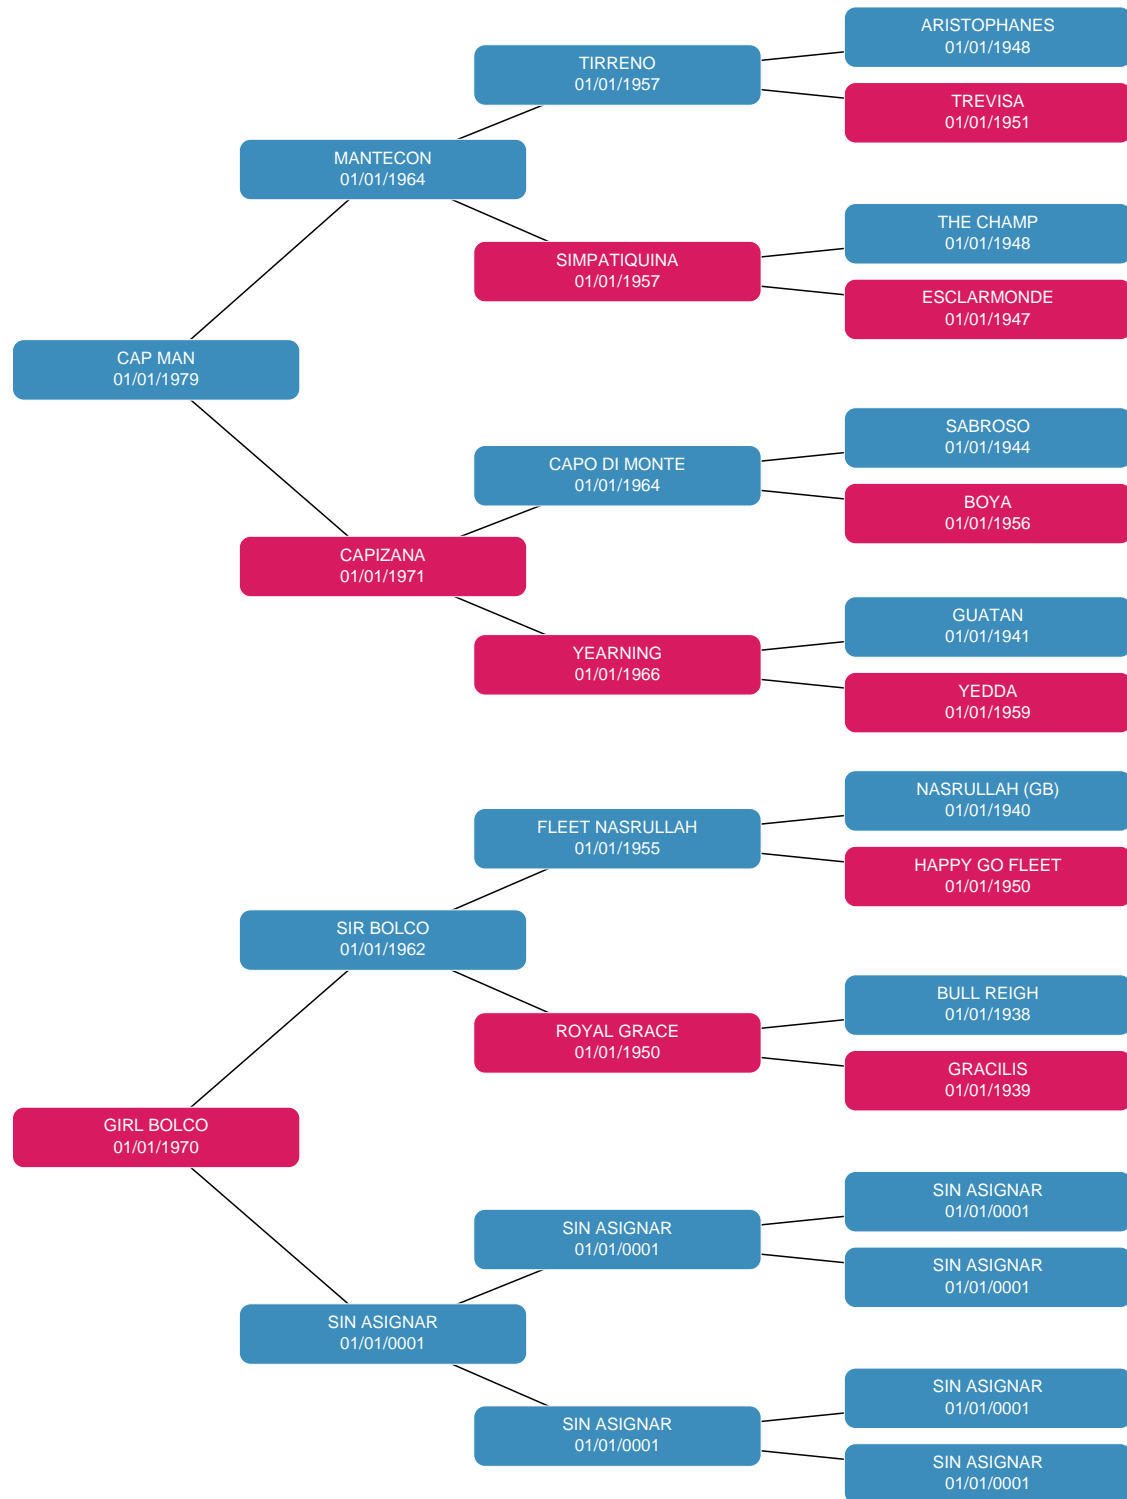 ARISTOPHANES
01/01/1948
TIRRENO
01/01/1957
TREVISA
01/01/1951
MANTECON
01/01/1964
THE CHAMP
01/01/1948
SIMPATIQUINA
01/01/1957
ESCLARMONDE
01/01/1947
CAP MAN
01/01/1979
SABROSO
01/01/1944
CAPO DI MONTE
01/01/1964
BOYA
01/01/1956
CAPIZANA
01/01/1971
GUATAN
01/01/1941
YEARNING
01/01/1966
YEDDA
01/01/1959
NASRULLAH (GB)
01/01/1940
FLEET NASRULLAH
01/01/1955
HAPPY GO FLEET
01/01/1950
SIR BOLCO
01/01/1962
BULL REIGH
01/01/1938
ROYAL GRACE
01/01/1950
GRACILIS
01/01/1939
GIRL BOLCO
01/01/1970
SIN ASIGNAR
01/01/0001
SIN ASIGNAR
01/01/0001
SIN ASIGNAR
01/01/0001
SIN ASIGNAR
01/01/0001
SIN ASIGNAR
01/01/0001
SIN ASIGNAR
01/01/0001
SIN ASIGNAR
01/01/0001